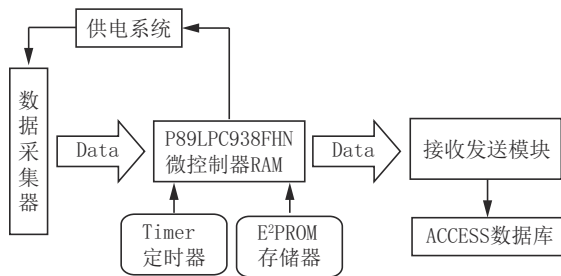 供电系统
数据采集器
Data
P89LPC938FHN
微控制器RAM
Data
接收发送模块
Timer
定时器
E²PROM
存储器
ACCESS数据库